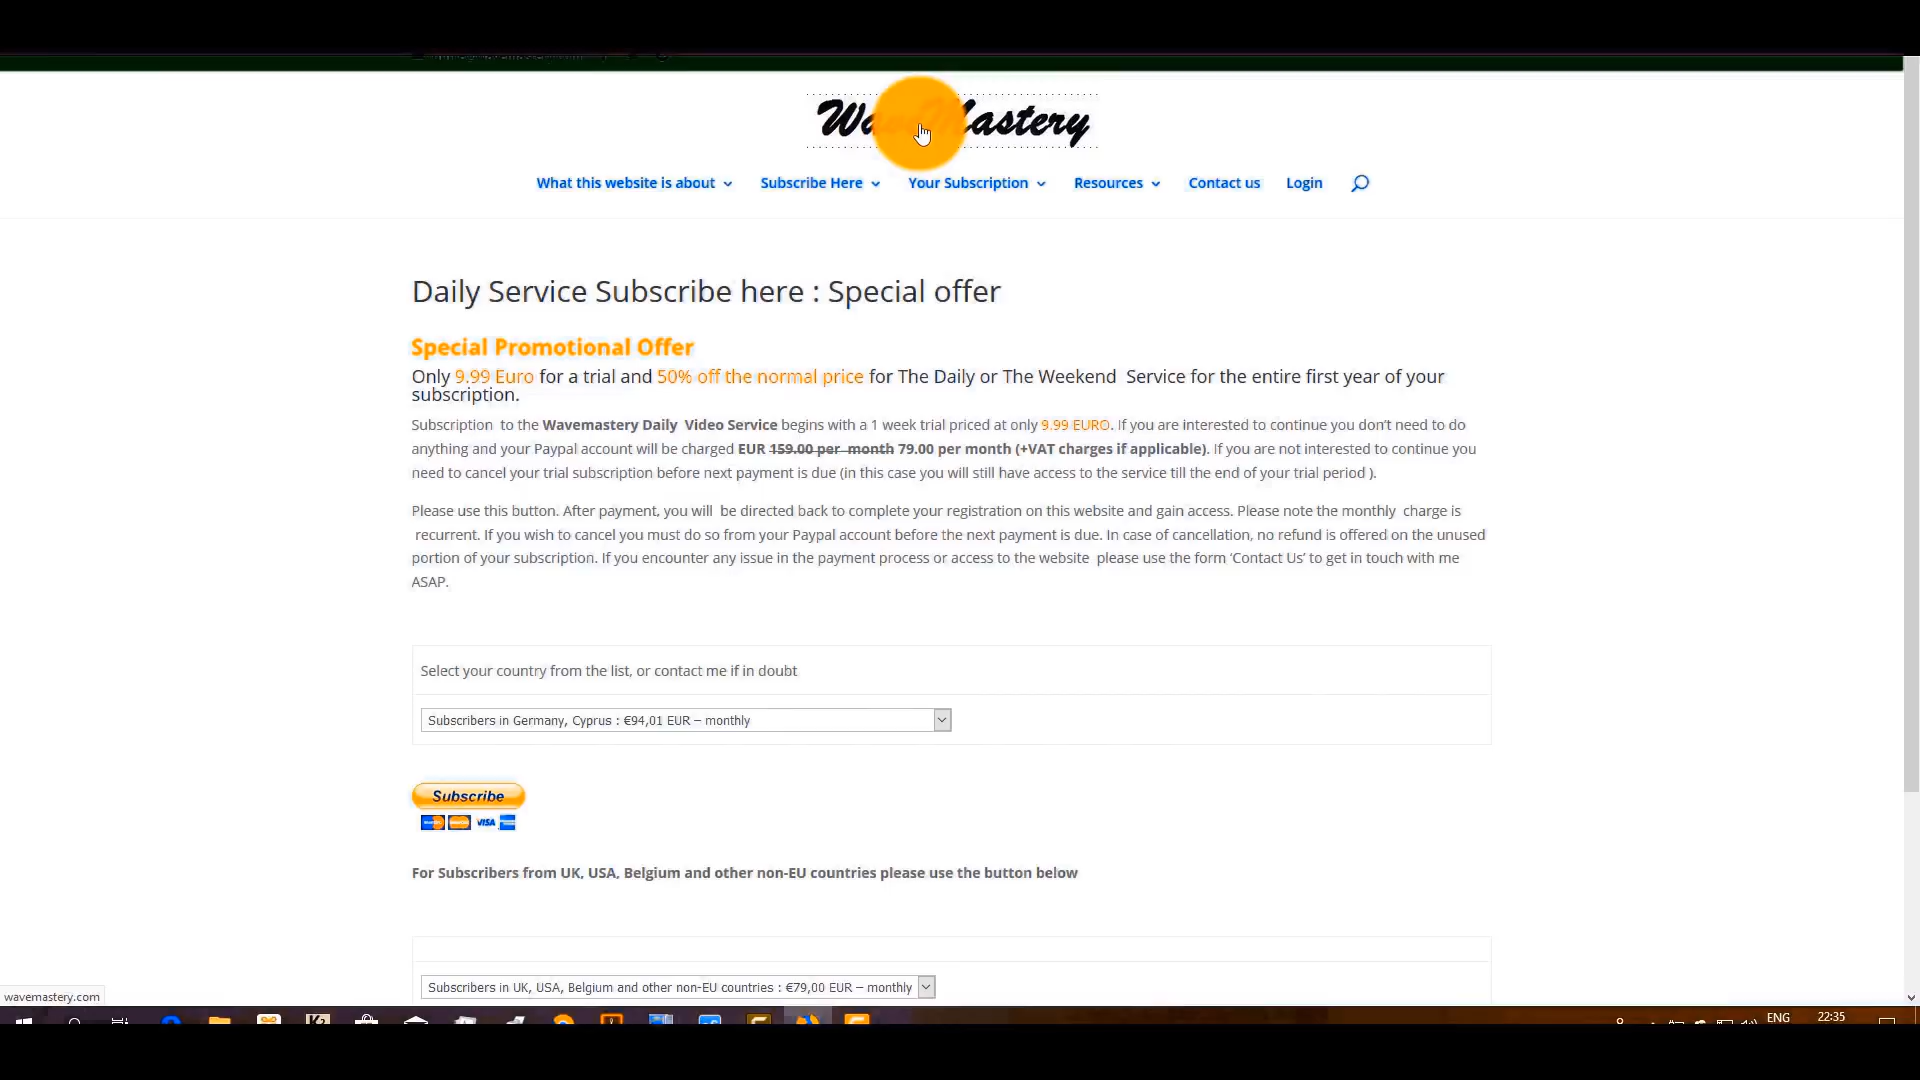 Mastery
What this website is about
Subscribe Here
Your Subscription
Resources
Contact us
Login
Daily Service Subscribe here : Special offer
Special Promotional Offer
Only 9.99 Euro for a trial and 50% off the normal price for The Daily or The Weekend Service for the entire first year of your
subscription.
Subscription to the Wavemastery Daily Video Service begins with a 1 week trial priced at only 9.99 EURO. If you are interested to continue you don't need to do
anything and your Paypal account will be charged EUR 159.00 per month 79.00 per month (+VAT charges if applicable). If you are not interested to continue you
need to cancel your trial subscription before next payment is due (in this case you will still have access to the service till the end of your trial period ).
Please use this button. After payment, you will be directed back to complete your registration on this website and gain access. Please note the monthly charge is
recurrent. If you wish to cancel you must do so from your Paypal account before the next payment is due. In case of cancellation, no refund is offered on the unused
portion of your subscription. If you encounter any issue in the payment process or access to the website please use the form ‘Contact Us’ to get in touch with me
ASAP.
Select your country from the list, or contact me if in doubt
Subscribers in Germany, Cyprus : €94,01 EUR – monthly
Subscribe
VISA
For Subscribers from UK, USA, Belgium and other non-EU countries please use the button below
Subscribers in UK, USA, Belgium and other non-EU countries : €79,00 EUR – monthly
wavemastery.com
ENG
22:35